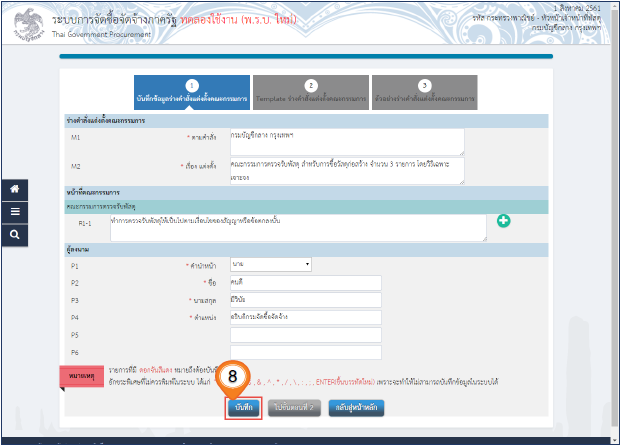 ระบบการจัดซื้อจัดจ้างภาครัฐ ทดลองใช้งาน (พ.ร.บ. ใหม่)
Thai Government Procurement
1 สิงหาคม 2561
รหัส กระทรวงพาณิชย์ - หัวหน้าเจ้าหน้าที่พัสดุ
กรมบัญชีกลาง กรุงเทพฯ
1
บันทึกข้อมูลร่างคำสั่งแต่งตั้งคณะกรรมการ
2
Template ร่างคำสั่งแต่งตั้งคณะกรรมการ
3
ตัวอย่างร่างคำสั่งแต่งตั้งคณะกรรมการ
ร่างคำสั่งแต่งตั้งคณะกรรมการ
M1 * ตามคำสั่ง กรมบัญชีกลาง กรุงเทพฯ
M2 * เรื่อง แต่งตั้ง คณะกรรมการตรวจรับพัสดุ สำหรับการซื้อวัสดุก่อสร้าง จำนวน 3 รายการ โดยวิธีเฉพาะ
เจาะจง
หน้าที่คณะกรรมการ
คณะกรรมการตรวจรับพัสดุ
R1-1 ทำการตรวจรับพัสดุให้เป็นไปตามเงื่อนไขของสัญญาหรือข้อตกลงนั้น
ผู้ลงนาม
P1 * คำนำหน้า นาย
P2 * ชื่อ คนดี
P3 * นามสกุล มีวินัย
P4 * ตำแหน่ง อธิบดีกรมจัดซื้อจัดจ้าง
P5
P6
หมายเหตุ
รายการที่มี ดอกจันสีแดง หมายถึงต้องบันทึก
อักขระพิเศษที่ไม่ควรพิมพ์ในระบบ ได้แก่ , & , ^ , * , / , \ , ... , ENTER(ขึ้นบรรทัดใหม่) เพราะจะทำให้ไม่สามารถบันทึกข้อมูลในระบบได้
8
บันทึก
ไปขั้นตอนที่ 2
กลับสู่หน้าหลัก